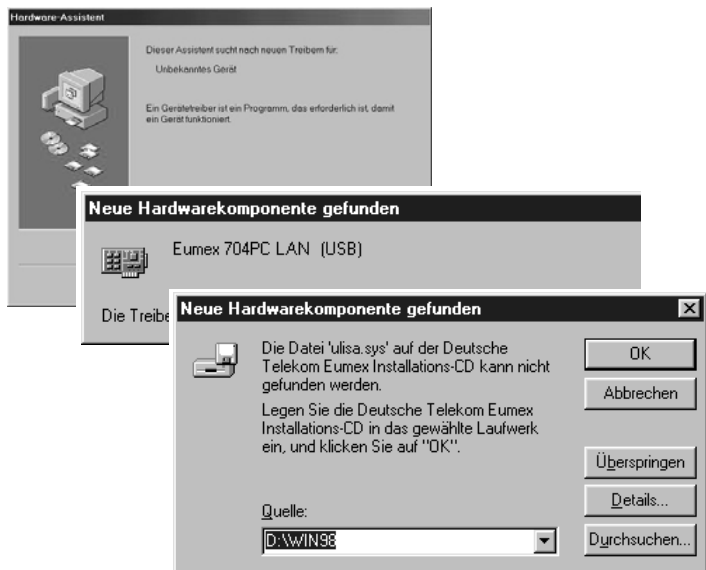 Hardware-Assistent
Dieser Assistent sucht nach neuen Treibern für:
Unbekanntes Gerät
Ein Gerätetreiber ist ein Programm, das erforderlich ist, damit
ein Gerät funktioniert.
Neue Hardwarekomponente gefunden
Eumex 704PC LAN (USB)
Die Treibe
Neue Hardwarekomponente gefunden
Die Datei 'ulisa.sys' auf der Deutsche
Telekom Eumex Installations-CD kann nicht
gefunden werden.
Legen Sie die Deutsche Telekom Eumex
Installations-CD in das gewählte Laufwerk
ein, und klicken Sie auf "OK".
Quelle:
D:\WIN98
OK
Abbrechen
Überspringen
Details...
Durchsuchen...